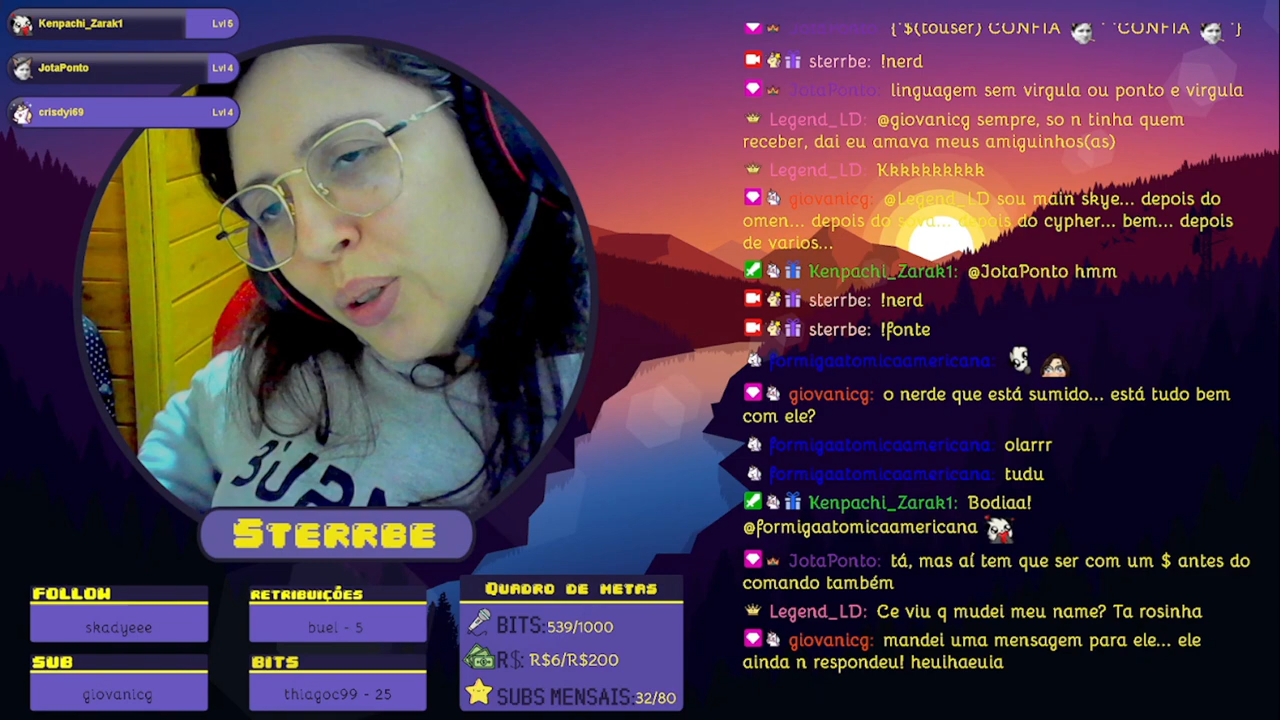 Kenpachi_Zarak1 Lvl 5
JotaPonto Lvl 4
crisdyi69 Lvl 4
STERRBE
FOLLOW
skadyeee
RETRIBUIÇÕES
buel - 5
SUB
giovanicg
BITS
thiagoc99 - 25
QUADRO DE METAS
BITS:539/1000
R$: R$6/R$200
SUBS MENSAIS:32/80
JotaPonto: {'$(touser) CONFIA ' 'CONFIA '}
sterrbe: !nerd
JotaPonto: linguagem sem virgula ou ponto e virgula
Legend_LD: @giovanicg sempre, so n tinha quem
receber, dai eu amava meus amiguinhos(as)
Legend_LD: Kkkkkkkkkk
giovanicg: @Legend_LD sou main skye... depois do
omen... depois do sova... depois do cypher... bem... depois
de varios...
Kenpachi_Zarak1: @JotaPonto hmm
sterrbe: !nerd
sterrbe: !fonte
formigaatomicaamericana:
giovanicg: o nerde que está sumido... está tudo bem
com ele?
formigaatomicaamericana: olarrr
formigaatomicaamericana: tudu
Kenpachi_Zarak1: Bodiaa!
@formigaatomicaamericana
JotaPonto: tá, mas aí tem que ser com um $ antes do
comando também
Legend_LD: Ce viu q mudei meu name? Ta rosinha
giovanicg: mandei uma mensagem para ele... ele
ainda n respondeu! heuihaeuia